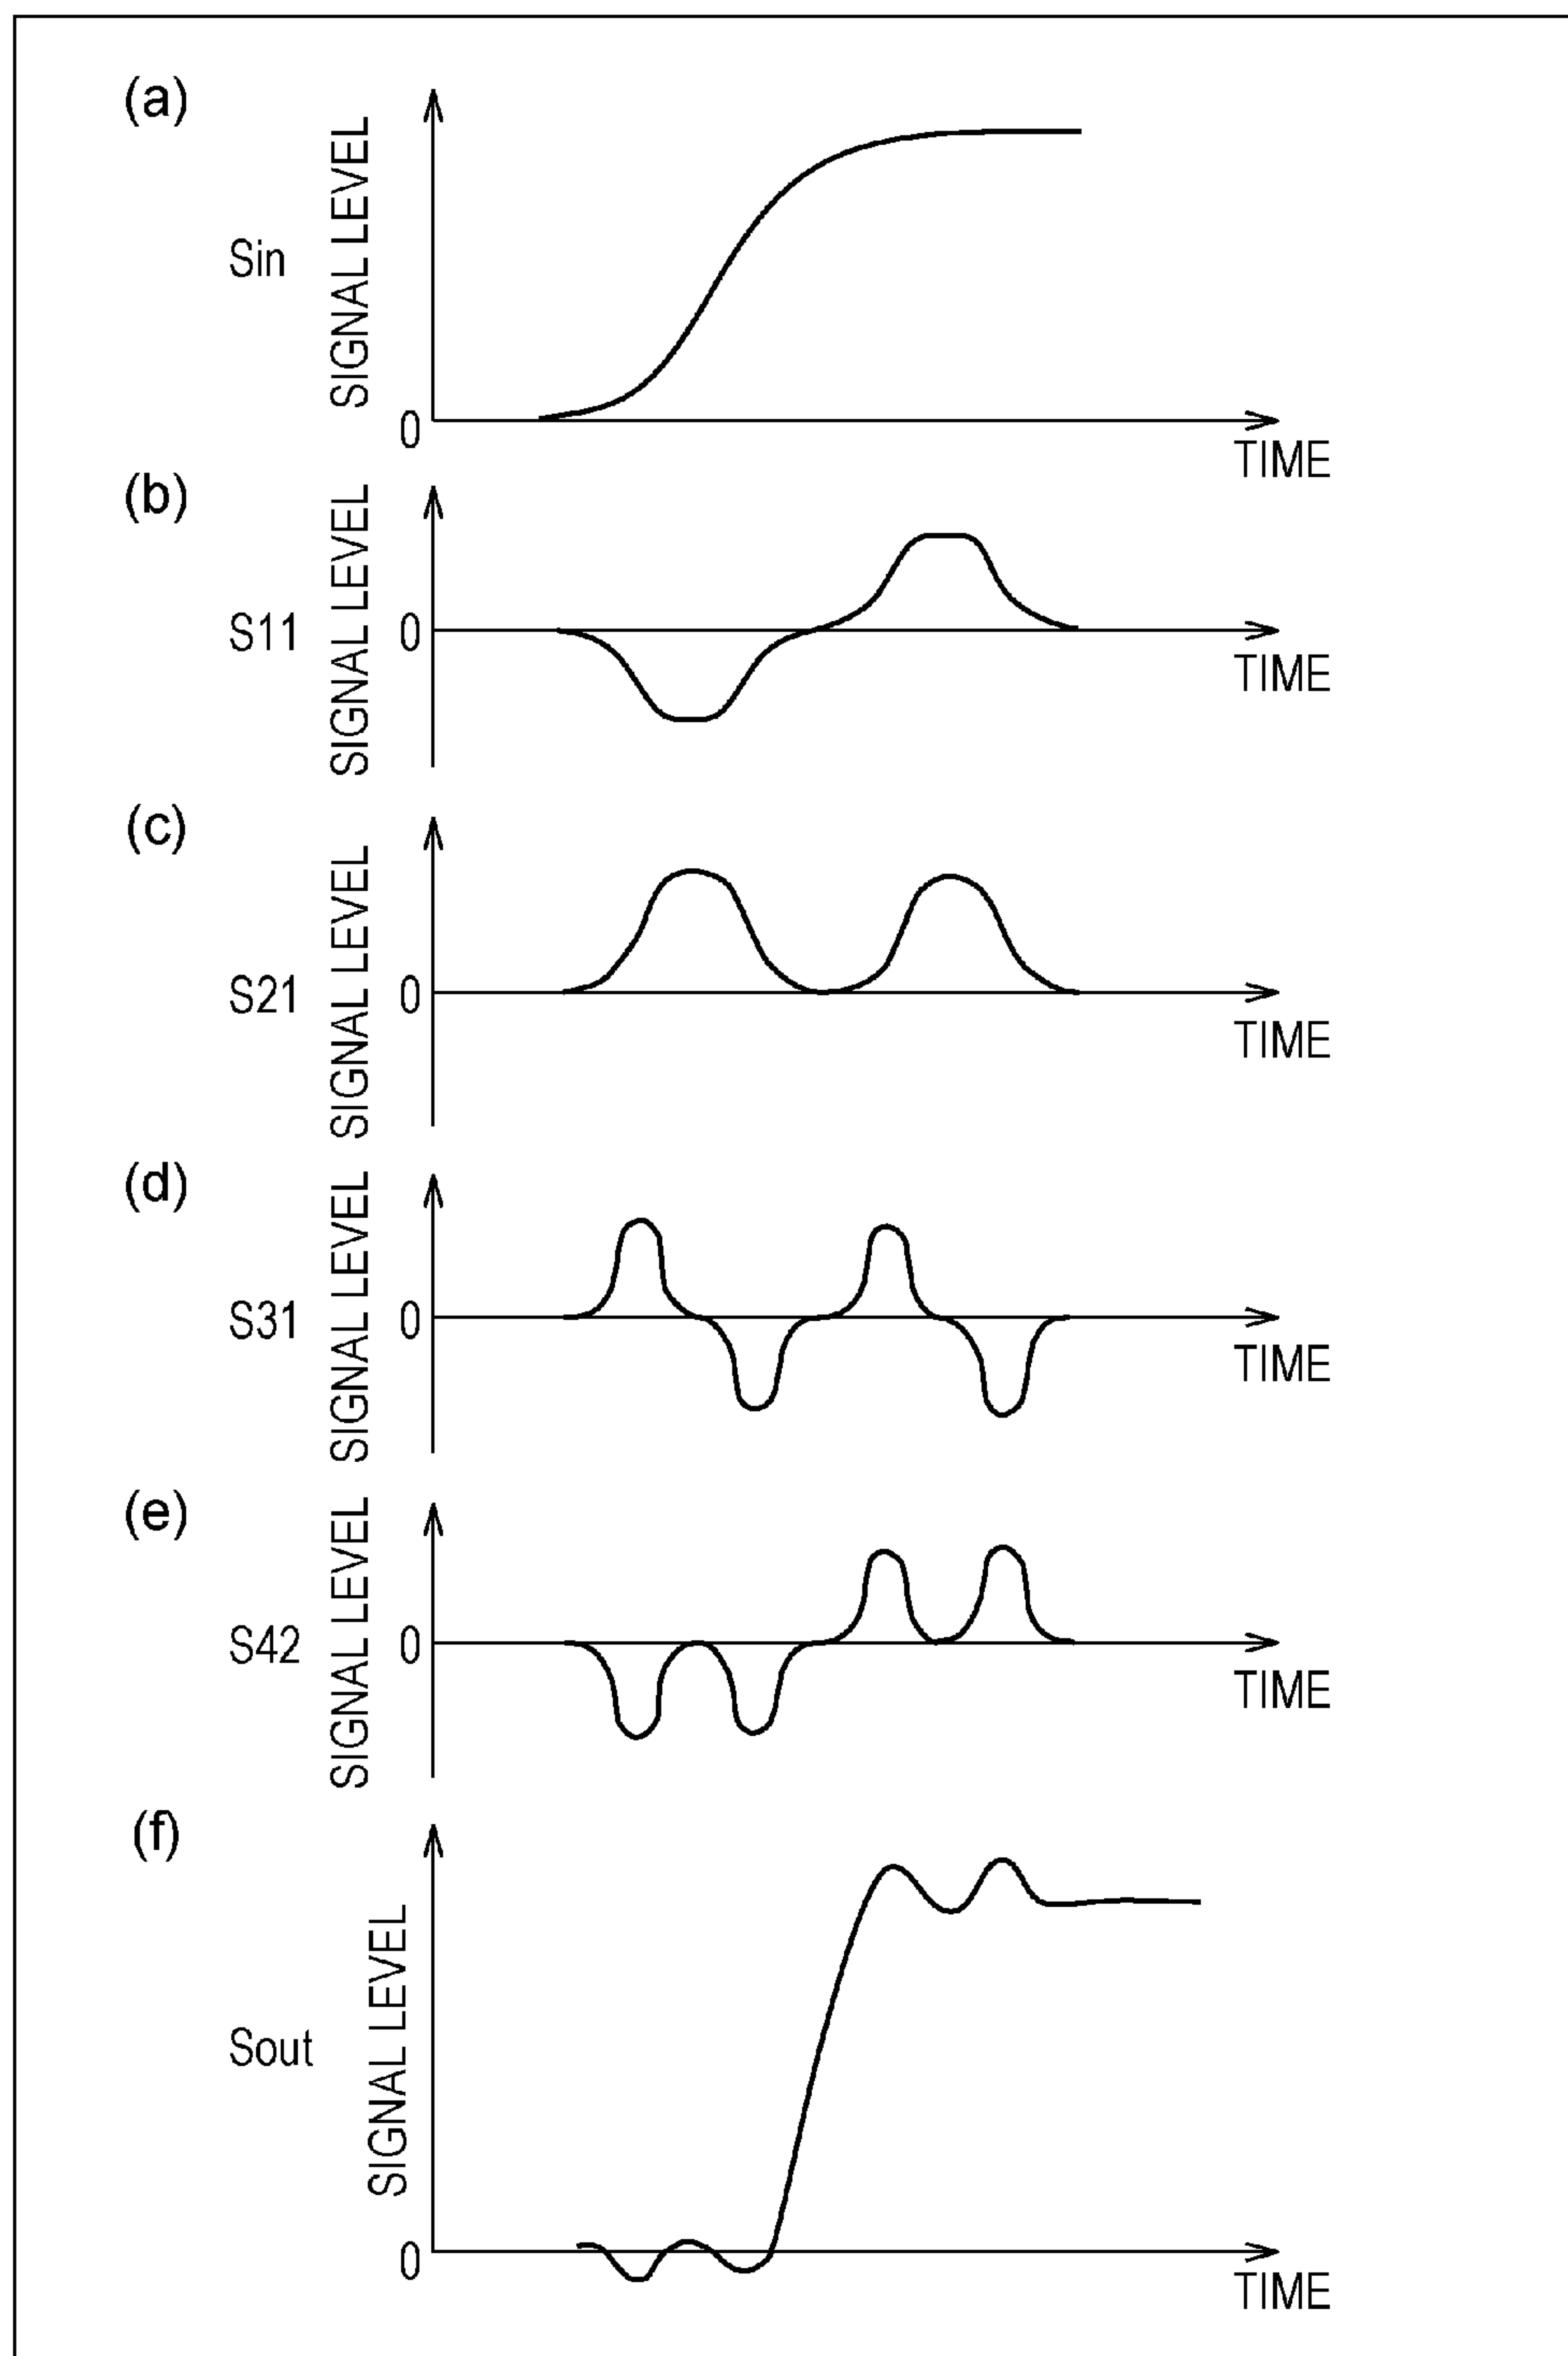 (a)
Sin
SIGNAL LEVEL
0
TIME
(b)
S11
SIGNAL LEVEL
0
TIME
(c)
S21
SIGNAL LEVEL
0
TIME
(d)
S31
SIGNAL LEVEL
0
TIME
(e)
S42
SIGNAL LEVEL
0
TIME
(f)
Sout
SIGNAL LEVEL
0
TIME